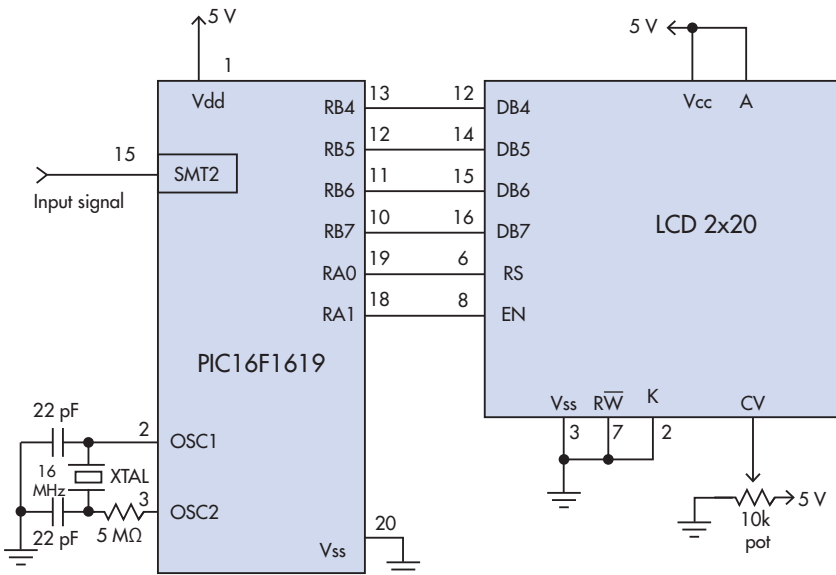 5 V
1
Vdd
15
SMT2
Input signal
RB4
13
12
DB4
RB5
12
14
DB5
RB6
11
15
DB6
RB7
10
16
DB7
RA0
19
6
RS
RA1
18
8
EN
PIC16F1619
22 pF
2
OSC1
16
MHz
XTAL
3
OSC2
22 pF
5 MΩ
20
Vss
5 V
Vcc
A
LCD 2x20
Vss
RW̅
K
CV
3
7
2
5 V
10k
pot